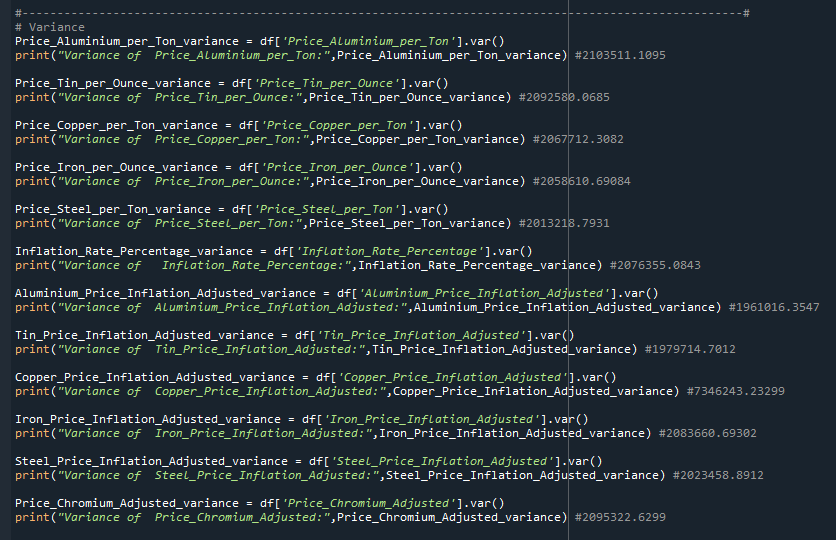 #------------------------------------------------------------------------------------------------------#
# Variance
Price_Aluminium_per_Ton_variance = df['Price_Aluminium_per_Ton'].var()
print("Variance of  Price_Aluminium_per_Ton:",Price_Aluminium_per_Ton_variance) #2103511.1095
Price_Tin_per_Ounce_variance = df['Price_Tin_per_Ounce'].var()
print("Variance of  Price_Tin_per_Ounce:",Price_Tin_per_Ounce_variance) #2092580.0685
Price_Copper_per_Ton_variance = df['Price_Copper_per_Ton'].var()
print("Variance of  Price_Copper_per_Ton:",Price_Copper_per_Ton_variance) #2067712.3082
Price_Iron_per_Ounce_variance = df['Price_Iron_per_Ounce'].var()
print("Variance of  Price_Iron_per_Ounce:",Price_Iron_per_Ounce_variance) #2058610.69084
Price_Steel_per_Ton_variance = df['Price_Steel_per_Ton'].var()
print("Variance of  Price_Steel_per_Ton:",Price_Steel_per_Ton_variance) #2013218.7931
Inflation_Rate_Percentage_variance = df['Inflation_Rate_Percentage'].var()
print("Variance of   Inflation_Rate_Percentage:",Inflation_Rate_Percentage_variance) #2076355.0843
Aluminium_Price_Inflation_Adjusted_variance = df['Aluminium_Price_Inflation_Adjusted'].var()
print("Variance of  Aluminium_Price_Inflation_Adjusted:",Aluminium_Price_Inflation_Adjusted_variance) #1961016.3547
Tin_Price_Inflation_Adjusted_variance = df['Tin_Price_Inflation_Adjusted'].var()
print("Variance of  Tin_Price_Inflation_Adjusted:",Tin_Price_Inflation_Adjusted_variance) #1979714.7012
Copper_Price_Inflation_Adjusted_variance = df['Copper_Price_Inflation_Adjusted'].var()
print("Variance of  Copper_Price_Inflation_Adjusted:",Copper_Price_Inflation_Adjusted_variance) #7346243.23299
Iron_Price_Inflation_Adjusted_variance = df['Iron_Price_Inflation_Adjusted'].var()
print("Variance of  Iron_Price_Inflation_Adjusted:",Iron_Price_Inflation_Adjusted_variance) #2083660.69302
Steel_Price_Inflation_Adjusted_variance = df['Steel_Price_Inflation_Adjusted'].var()
print("Variance of  Steel_Price_Inflation_Adjusted:",Steel_Price_Inflation_Adjusted_variance) #2023458.8912
Price_Chromium_Adjusted_variance = df['Price_Chromium_Adjusted'].var()
print("Variance of  Price_Chromium_Adjusted:",Price_Chromium_Adjusted_variance) #2095322.6299